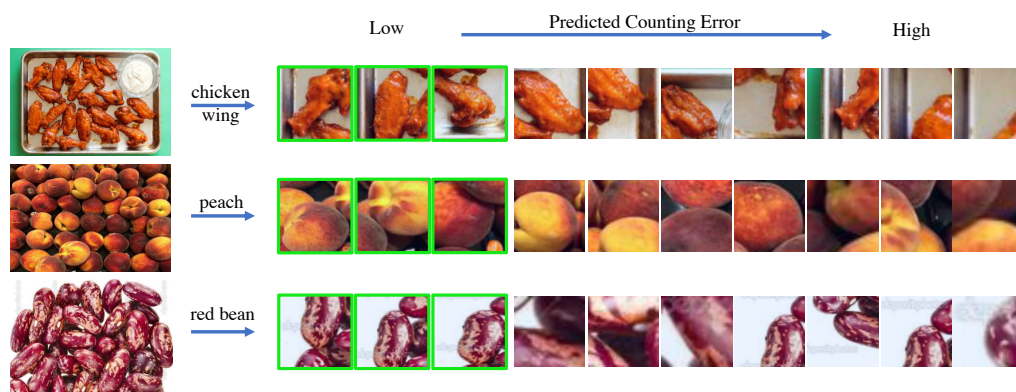 Low
Predicted Counting Error
High
chicken
wing
peach
red bean